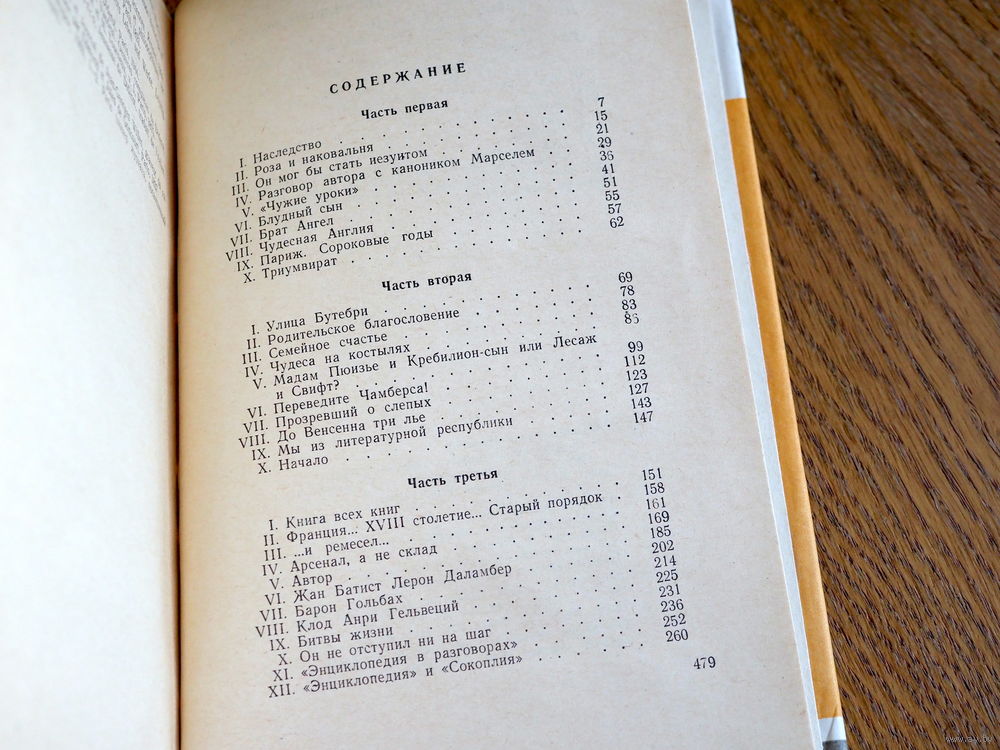 СОДЕРЖАНИЕ
Часть первая
I. Наследство . . . . . . . . . . 7
II. Роза и наковальня . . . . . . . . . . 15
III. Он мог бы стать иезуитом . . . . . . . . 21
IV. Разговор автора с каноником Марселем . . 29
V. «Чужие уроки» . . . . . . . . . . 36
VI. Блудный сын . . . . . . . . . . 41
VII. Брат Ангел . . . . . . . . . . 51
VIII. Чудесная Англия . . . . . . . . . . 55
IX. Париж. Сороковые годы . . . . . . . . 57
X. Триумвират . . . . . . . . . . 62
Часть вторая
I. Улица Бутебри . . . . . . . . . . 69
II. Родительское благословение . . . . . . . 78
III. Семейное счастье . . . . . . . . . . 83
IV. Чудеса на костылях . . . . . . . . . . 86
V. Мадам Пюизье и Кребилион-сын или Лесаж
и Свифт? . . . . . . . . . . 99
VI. Переведите Чамберса! . . . . . . . . 112
VII. Прозревший о слепых . . . . . . . . 123
VIII. До Венсенна три лье . . . . . . . . 127
IX. Мы из литературной республики . . . . . 143
X. Начало . . . . . . . . . . 147
Часть третья
I. Книга всех книг . . . . . . . . . . 151
II. Франция... XVIII столетие... Старый порядок . 158
III. ...и ремесел... . . . . . . . . . . 161
IV. Арсенал, а не склад . . . . . . . . 169
V. Автор . . . . . . . . . . 185
VI. Жан Батист Лерон Даламбер . . . . . . 202
VII. Барон Гольбах . . . . . . . . . . 214
VIII. Клод Анри Гельвеций . . . . . . . . 225
IX. Битвы жизни . . . . . . . . . . 231
X. Он не отступил ни на шаг . . . . . . . 236
XI. «Энциклопедия в разговорах» . . . . . . 252
XII. «Энциклопедия» и «Сокоплия» . . . . . . 260
479